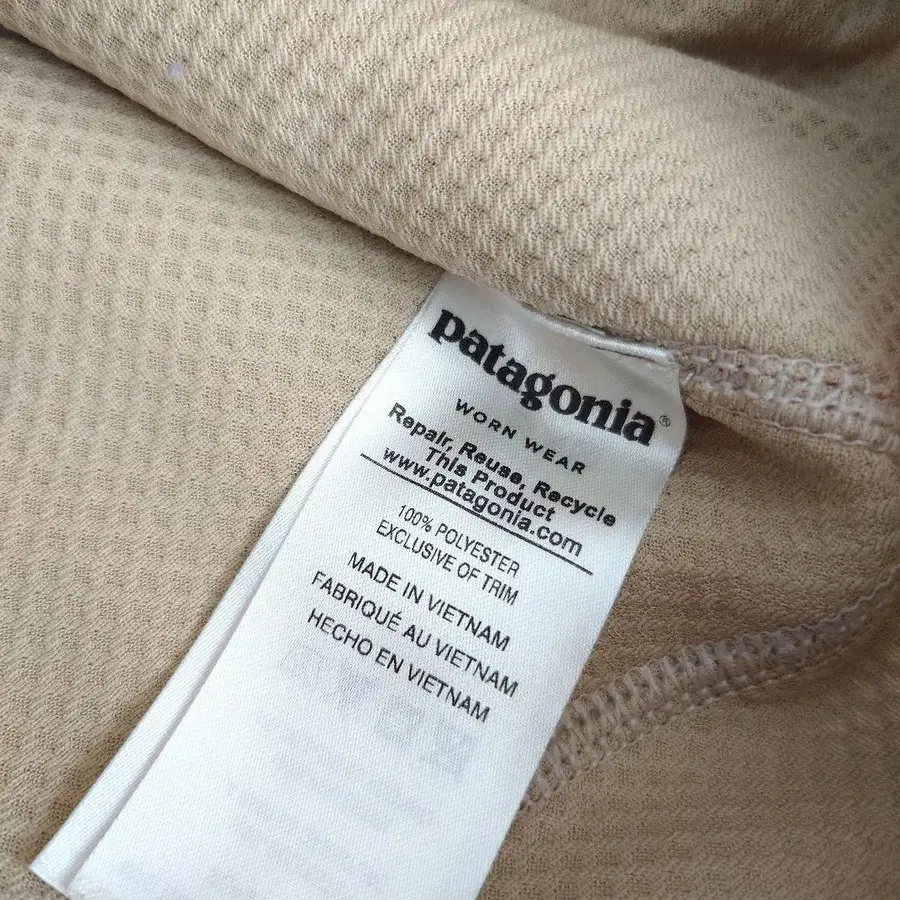 patagonia®
WORN WEAR
Repair, Reuse, Recycle
This Product
www.patagonia.com
100% POLYESTER
EXCLUSIVE OF TRIM
MADE IN VIETNAM
FABRIQUÉ AU VIETNAM
HECHO EN VIETNAM